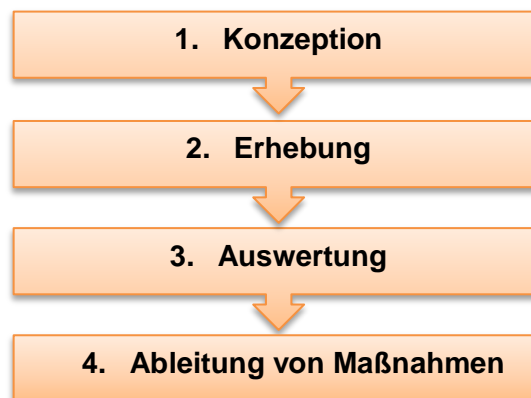 1. Konzeption
2. Erhebung
3. Auswertung
4. Ableitung von Maßnahmen